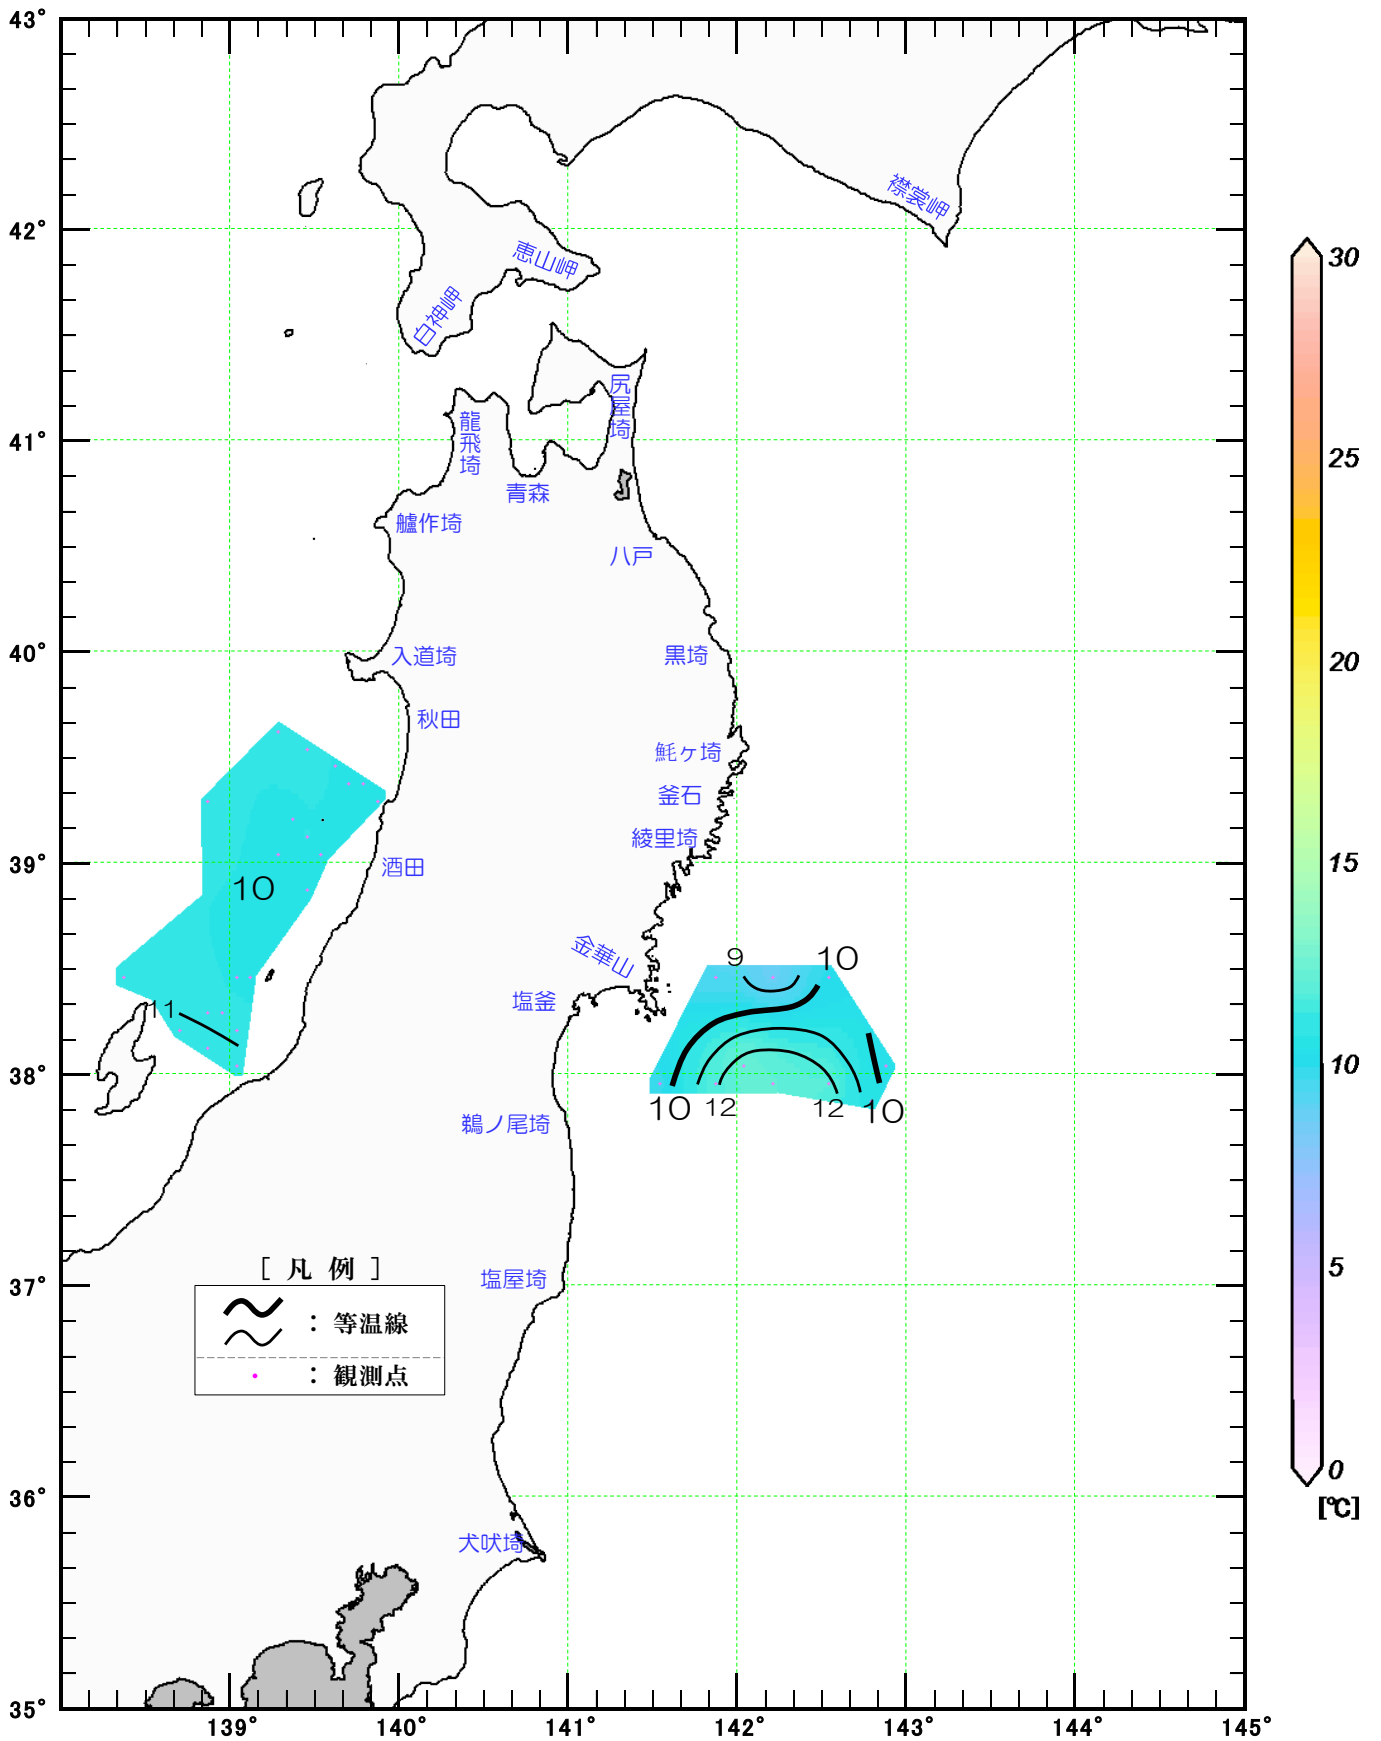 43°
42°
41°
40°
39°
38°
37°
36°
35°
139°
140°
141°
142°
143°
144°
145°
襟裳岬
恵山岬
白神岬
尻屋埼
龍飛埼
青森
艫作埼
八戸
入道埼
黒埼
秋田
魹ヶ埼
釜石
綾里埼
酒田
金華山
塩釜
鵜ノ尾埼
塩屋埼
犬吠埼
10
11
9
10
10
12
12
10
[ 凡 例 ]
: 等温線
: 観測点
30
25
20
15
10
5
0
[℃]